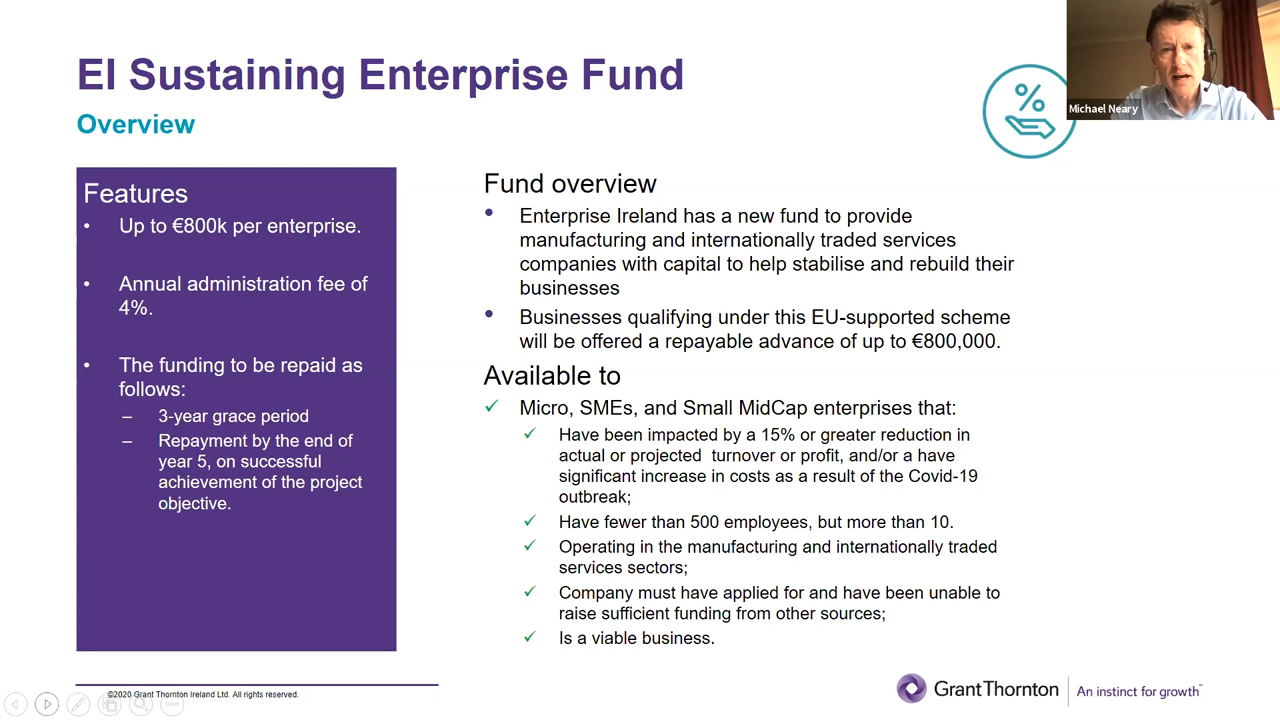 EI Sustaining Enterprise Fund
Overview
Michael Neary
Features
• Up to €800k per enterprise.
• Annual administration fee of
4%.
• The funding to be repaid as
follows:
– 3-year grace period
– Repayment by the end of
year 5, on successful
achievement of the project
objective.
Fund overview
• Enterprise Ireland has a new fund to provide
manufacturing and internationally traded services
companies with capital to help stabilise and rebuild their
businesses
• Businesses qualifying under this EU-supported scheme
will be offered a repayable advance of up to €800,000.
Available to
✓ Micro, SMEs, and Small MidCap enterprises that:
✓ Have been impacted by a 15% or greater reduction in
actual or projected turnover or profit, and/or a have
significant increase in costs as a result of the Covid-19
outbreak;
✓ Have fewer than 500 employees, but more than 10.
✓ Operating in the manufacturing and internationally traded
services sectors;
✓ Company must have applied for and have been unable to
raise sufficient funding from other sources;
✓ Is a viable business.
©2020 Grant Thornton Ireland Ltd. All rights reserved.
GrantThornton
An instinct for growth™